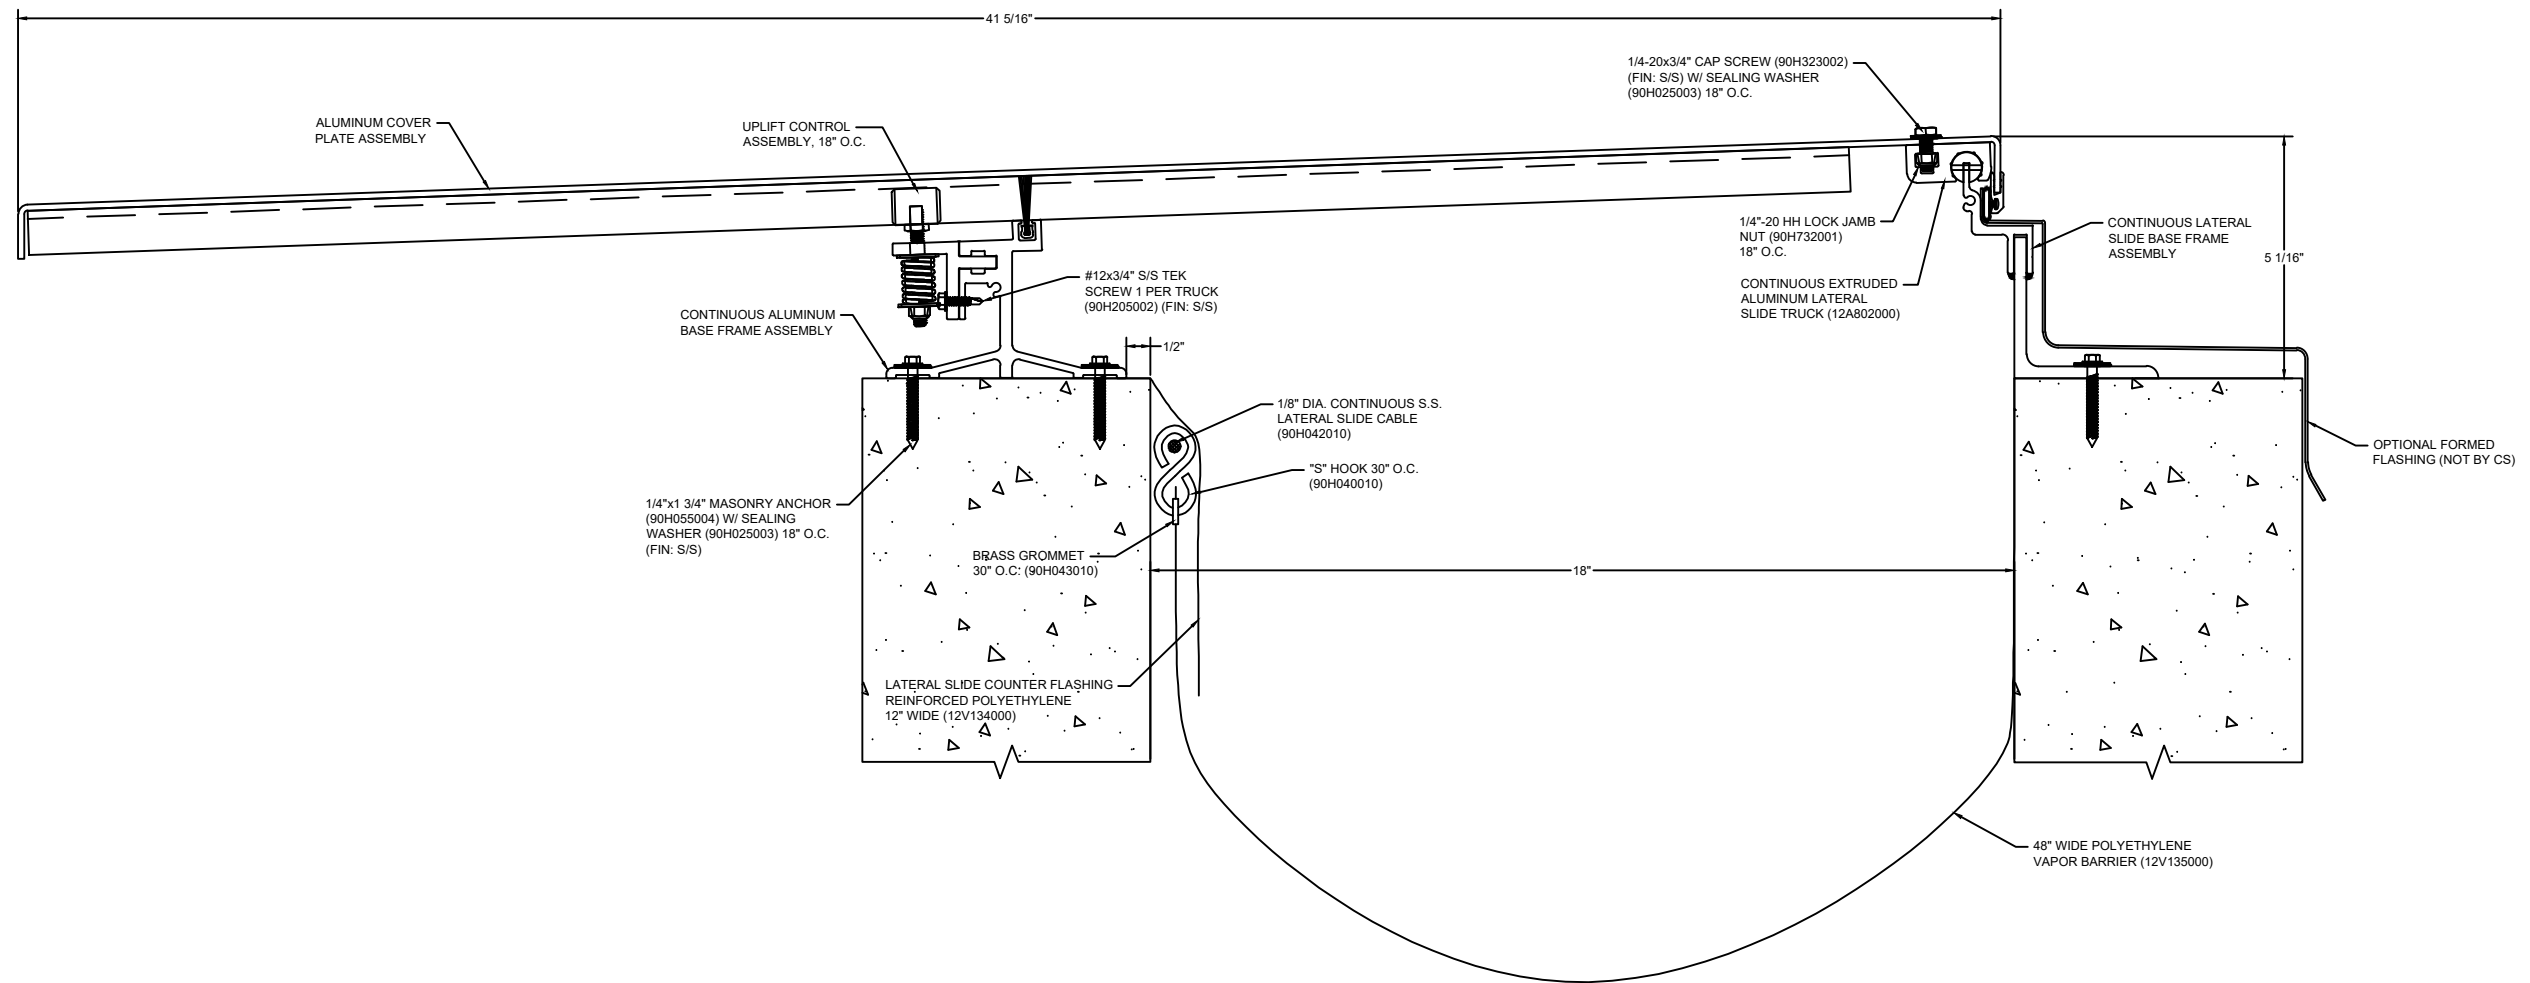 41 5/16"
1/4-20x3/4" CAP SCREW (90H323002)
(FIN: S/S) W/ SEALING WASHER
(90H025003) 18" O.C.
ALUMINUM COVER
PLATE ASSEMBLY
UPLIFT CONTROL
ASSEMBLY, 18" O.C.
1/4"-20 HH LOCK JAMB
NUT (90H732001)
18" O.C.
CONTINUOUS LATERAL
SLIDE BASE FRAME
ASSEMBLY
5 1/16"
#12x3/4" S/S TEK
SCREW 1 PER TRUCK
(90H205002) (FIN: S/S)
CONTINUOUS EXTRUDED
ALUMINUM LATERAL
SLIDE TRUCK (12A802000)
CONTINUOUS ALUMINUM
BASE FRAME ASSEMBLY
1/2"
1/8" DIA. CONTINUOUS S.S.
LATERAL SLIDE CABLE
(90H042010)
OPTIONAL FORMED
FLASHING (NOT BY CS)
"S" HOOK 30" O.C.
(90H040010)
1/4"x1 3/4" MASONRY ANCHOR
(90H055004) W/ SEALING
WASHER (90H025003) 18" O.C.
(FIN: S/S)
BRASS GROMMET
30" O.C. (90H043010)
18"
LATERAL SLIDE COUNTER FLASHING
REINFORCED POLYETHYLENE
12" WIDE (12V134000)
48" WIDE POLYETHYLENE
VAPOR BARRIER (12V135000)